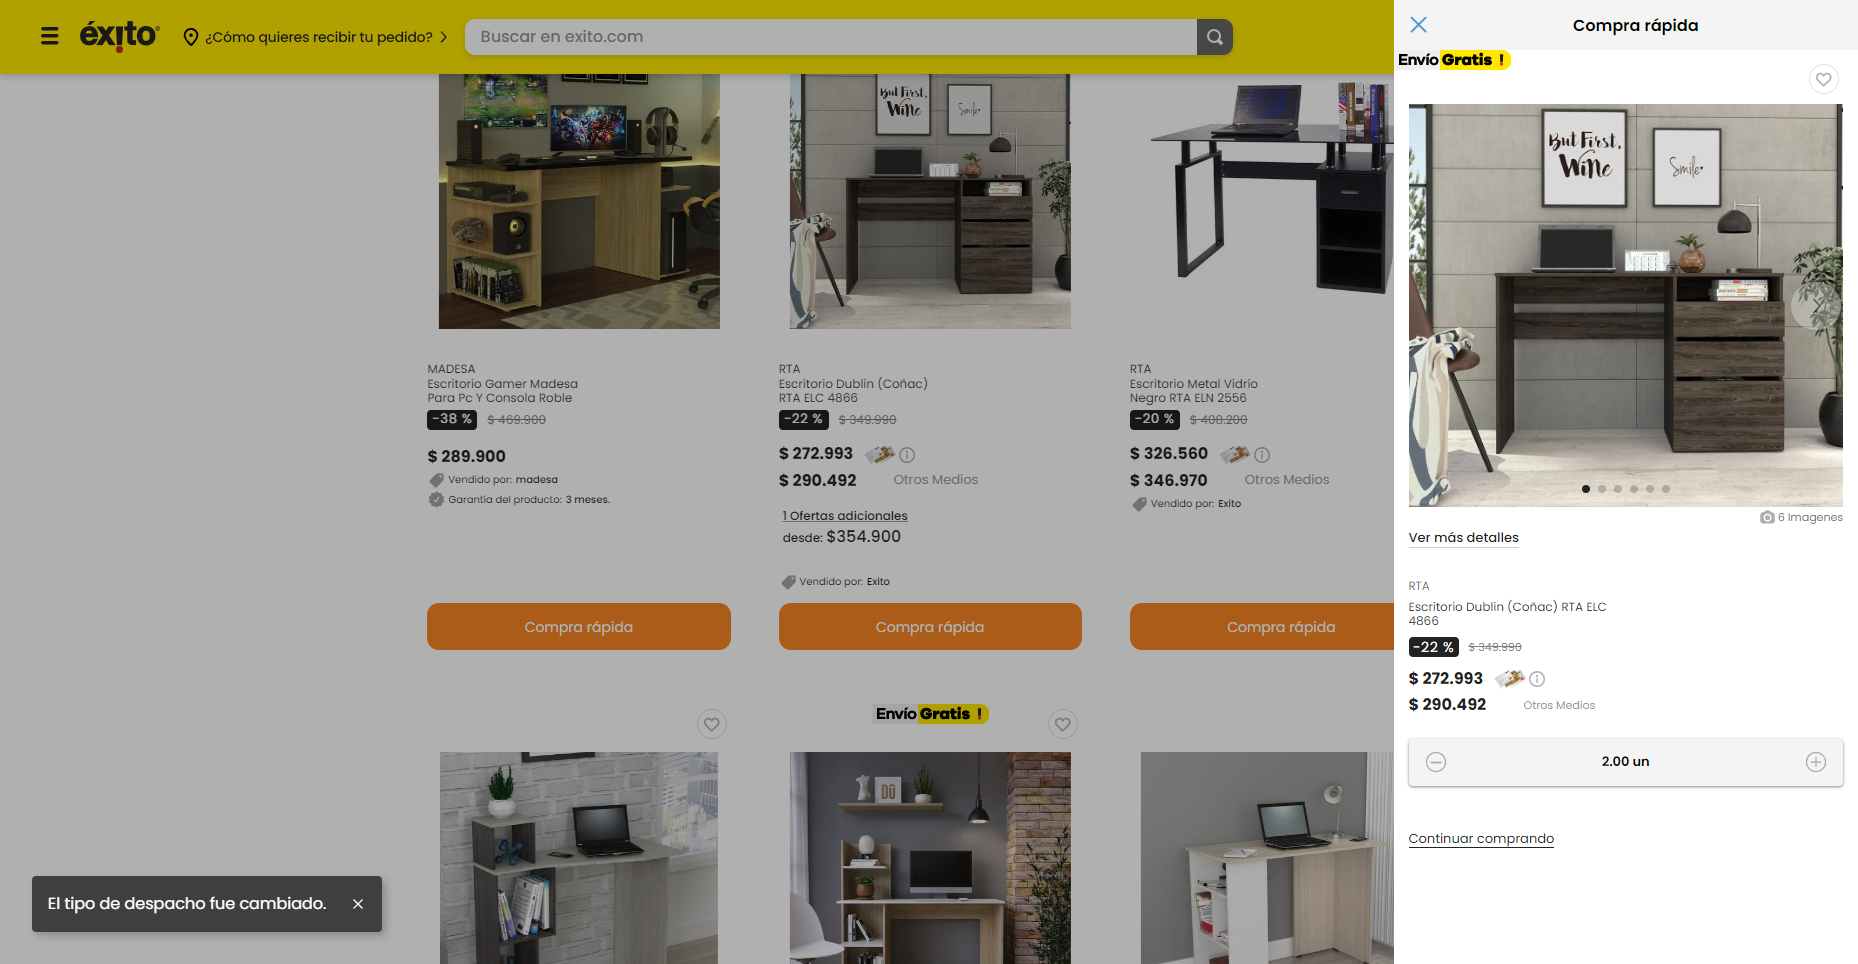 éxito
¿Cómo quieres recibir tu pedido?
Buscar en exito.com
MADESA
Escritorio Gamer Madesa
Para Pc Y Consola Roble
-38 %
$ 469.900
$ 289.900
Vendido por: madesa
Garantía del producto: 3 meses.
Compra rápida
But First,
Wine
Smile
RTA
Escritorio Dublin (Coñac)
RTA ELC 4866
-22 %
$ 349.990
$ 272.993
$ 290.492
Otros Medios
1 Ofertas adicionales
desde: $354.900
Vendido por: Exito
Compra rápida
RTA
Escritorio Metal Vidrio
Negro RTA ELN 2556
-20 %
$ 408.200
$ 326.560
$ 346.970
Otros Medios
Vendido por: Exito
Compra rápida
Envío Gratis !
El tipo de despacho fue cambiado.
Compra rápida
Envío Gratis !
But First,
Wine
Smile
6 Imagenes
Ver más detalles
RTA
Escritorio Dublin (Coñac) RTA ELC
4866
-22 %
$ 349.990
$ 272.993
$ 290.492
Otros Medios
2.00 un
Continuar comprando